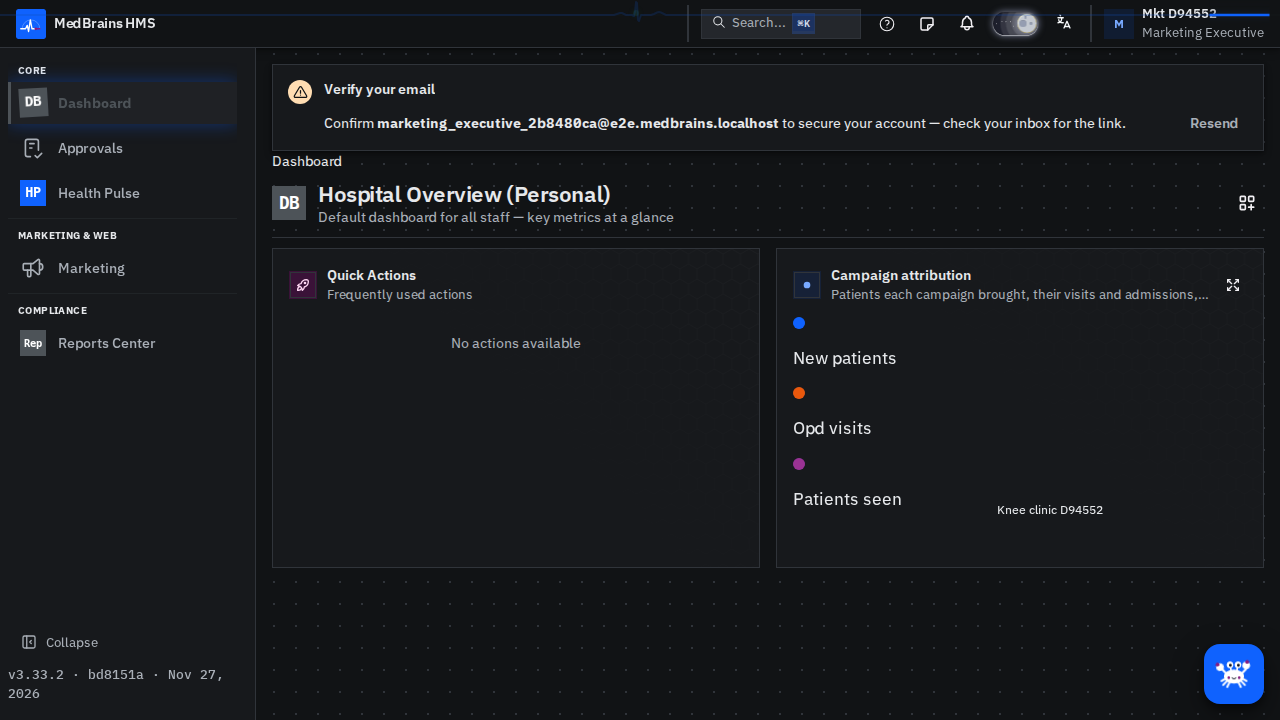 MedBrains HMS
Search...
⌘K
M
Mkt D94552
Marketing Executive
CORE
DB
Dashboard
Approvals
HP
Health Pulse
MARKETING & WEB
Marketing
COMPLIANCE
Rep
Reports Center
Collapse
v3.33.2 · bd8151a · Nov 27,
2026
Verify your email
Confirm marketing_executive_2b8480ca@e2e.medbrains.localhost to secure your account — check your inbox for the link.
Resend
Dashboard
DB
Hospital Overview (Personal)
Default dashboard for all staff — key metrics at a glance
Quick Actions
Frequently used actions
No actions available
Campaign attribution
Patients each campaign brought, their visits and admissions,...
New patients
Opd visits
Patients seen
Knee clinic D94552